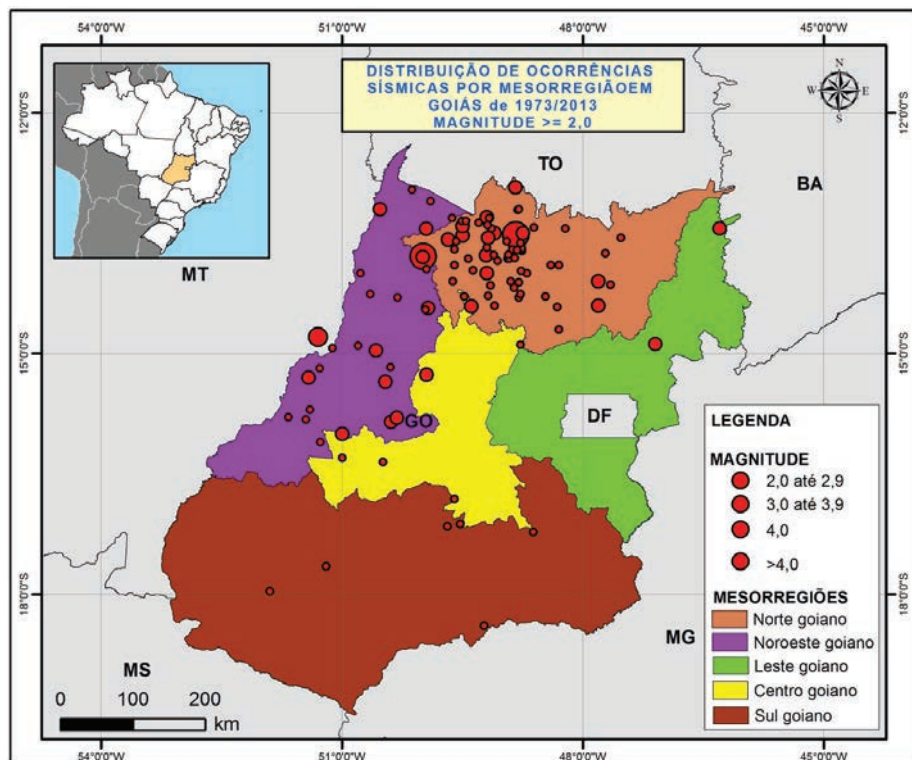 54°0'0"W
51°0'0"W
48°0'0"W
45°0'0"W
DISTRIBUIÇÃO DE OCORRÊNCIAS
SÍSMICAS POR MESORREGIÃOEM
GOIÁS de 1973/2013
MAGNITUDE >= 2,0
N
W
E
S
12°0'0"S
12°0'0"S
TO
BA
MT
15°0'0"S
15°0'0"S
DF
GO
LEGENDA
MAGNITUDE
2,0 até 2,9
3,0 até 3,9
4,0
>4,0
18°0'0"S
18°0'0"S
MESORREGIÕES
Norte goiano
Noroeste goiano
Leste goiano
Centro goiano
Sul goiano
MG
MS
0 100 200
km
54°0'0"W
51°0'0"W
48°0'0"W
45°0'0"W